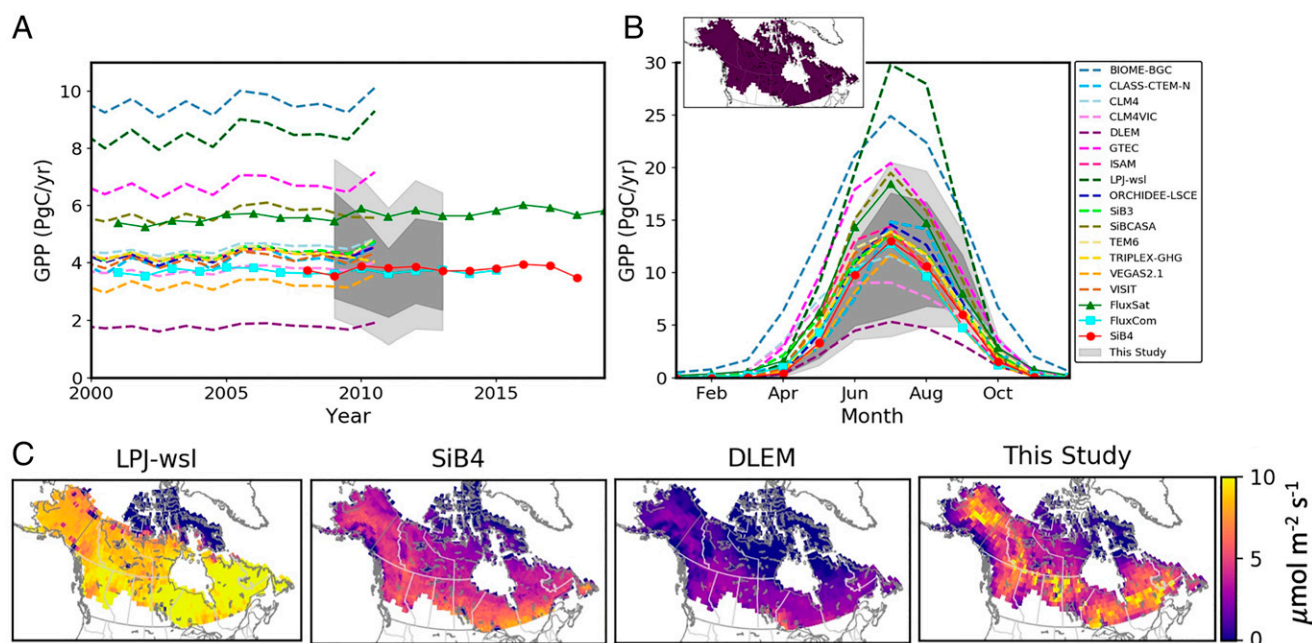 A
B
10
8
6
4
2
0
GPP (PgC/yr)
2000
2005
2010
2015
Year
30
25
20
15
10
5
0
GPP (PgC/yr)
Feb
Apr
Jun
Aug
Oct
Month
BIOME-BGC
CLASS-CTEM-N
CLM4
CLM4VIC
DLEM
GTEC
ISAM
LPJ-wsl
ORCHIDEE-LSCE
SiB3
SiBCASA
TEM6
TRIPLEX-GHG
VEGAS2.1
VISIT
FluxSat
FluxCom
SiB4
This Study
C
LPJ-wsl
SiB4
DLEM
This Study
10
5
0
μmol m⁻² s⁻¹